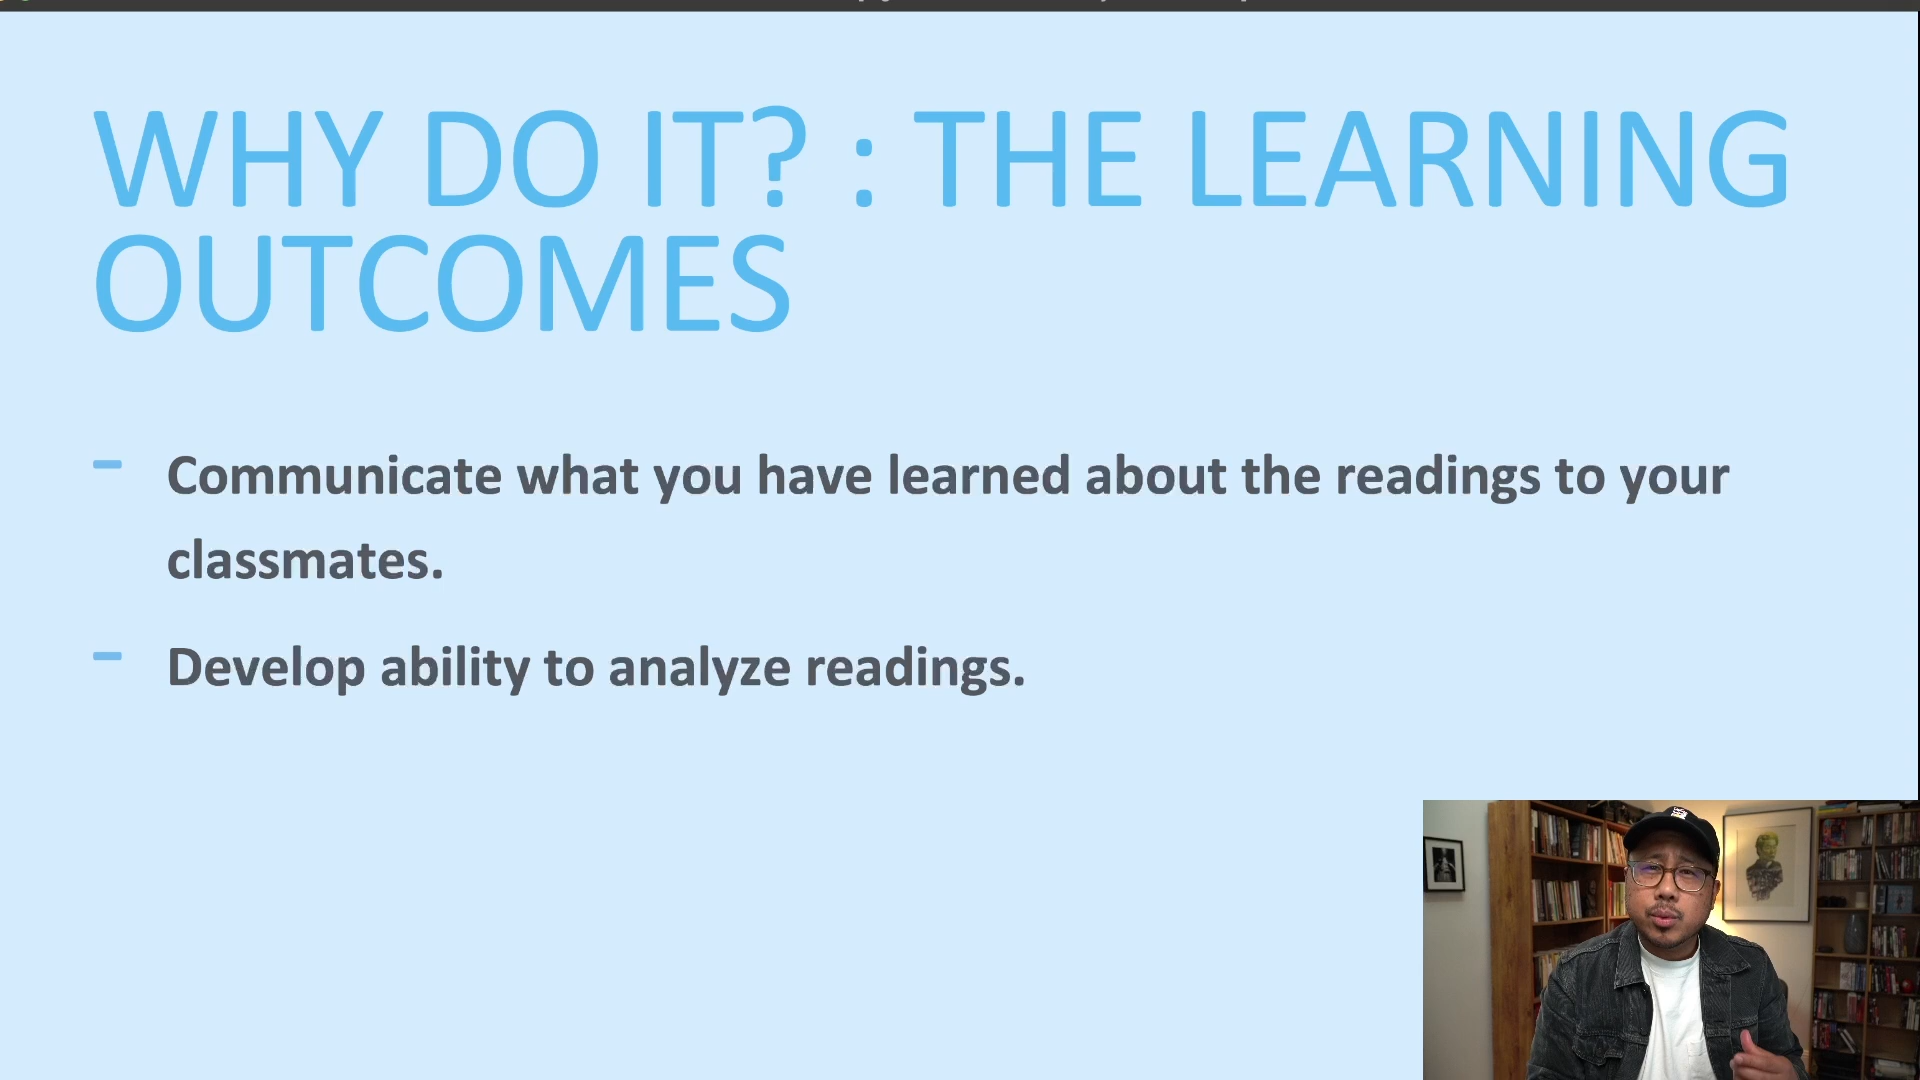 WHY DO IT? : THE LEARNING
OUTCOMES
- Communicate what you have learned about the readings to your
classmates.
- Develop ability to analyze readings.